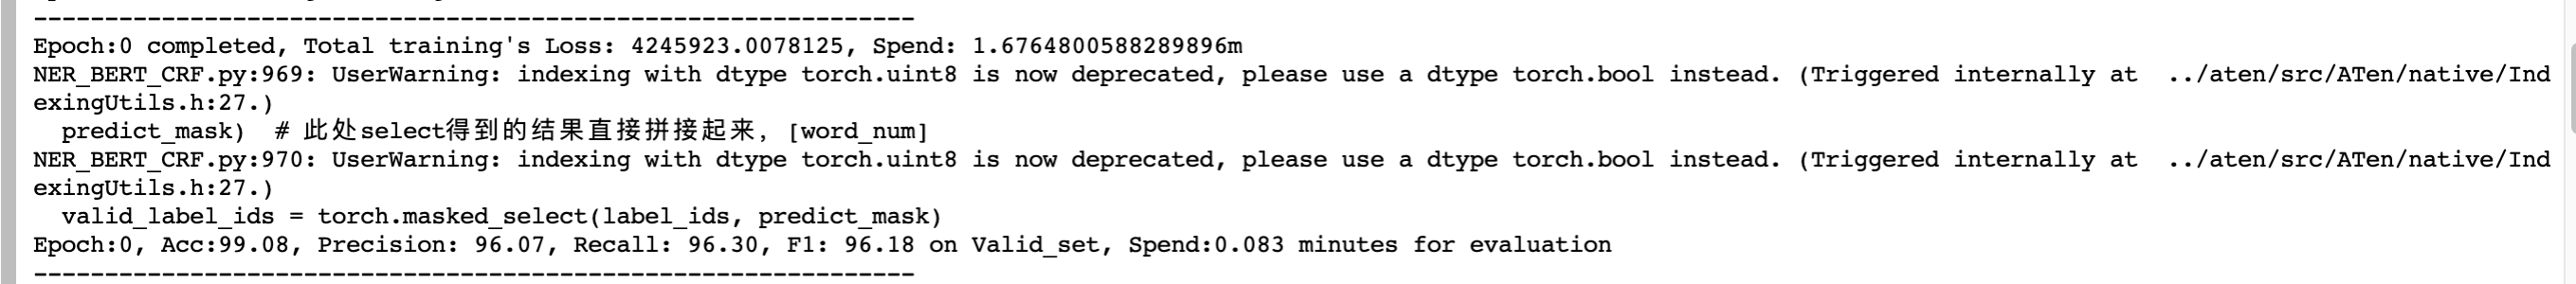 ----------------------------------------------------------------
Epoch:0 completed, Total training's Loss: 4245923.0078125, Spend: 1.6764800588289896m
NER_BERT_CRF.py:969: UserWarning: indexing with dtype torch.uint8 is now deprecated, please use a dtype torch.bool instead. (Triggered internally at  ../aten/src/ATen/native/Ind
exingUtils.h:27.)
  predict_mask)  # 此处select得到的结果直接拼接起来, [word_num]
NER_BERT_CRF.py:970: UserWarning: indexing with dtype torch.uint8 is now deprecated, please use a dtype torch.bool instead. (Triggered internally at  ../aten/src/ATen/native/Ind
exingUtils.h:27.)
  valid_label_ids = torch.masked_select(label_ids, predict_mask)
Epoch:0, Acc:99.08, Precision: 96.07, Recall: 96.30, F1: 96.18 on Valid_set, Spend:0.083 minutes for evaluation
----------------------------------------------------------------